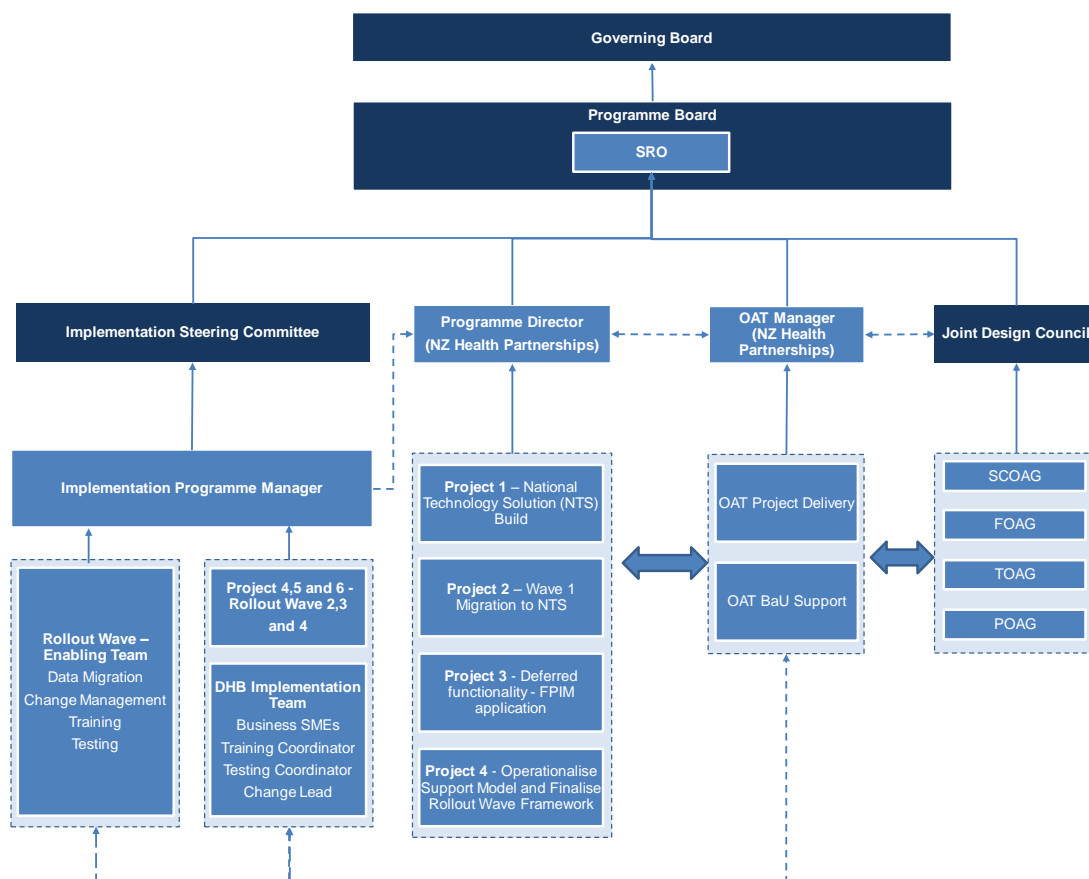 Governing Board
Programme Board
SRO
Implementation Steering Committee
Programme Director
(NZ Health Partnerships)
OAT Manager
(NZ Health
Partnerships)
Joint Design Council
Implementation Programme Manager
Rollout Wave –
Enabling Team
Data Migration
Change Management
Training
Testing
Project 4,5 and 6 -
Rollout Wave 2,3
and 4
DHB Implementation
Team
Business SMEs
Training Coordinator
Testing Coordinator
Change Lead
Project 1 – National
Technology Solution (NTS)
Build
Project 2 – Wave 1
Migration to NTS
Project 3 - Deferred
functionality - FPIM
application
Project 4 - Operationalise
Support Model and Finalise
Rollout Wave Framework
OAT Project Delivery
OAT BaU Support
SCOAG
FOAG
TOAG
POAG